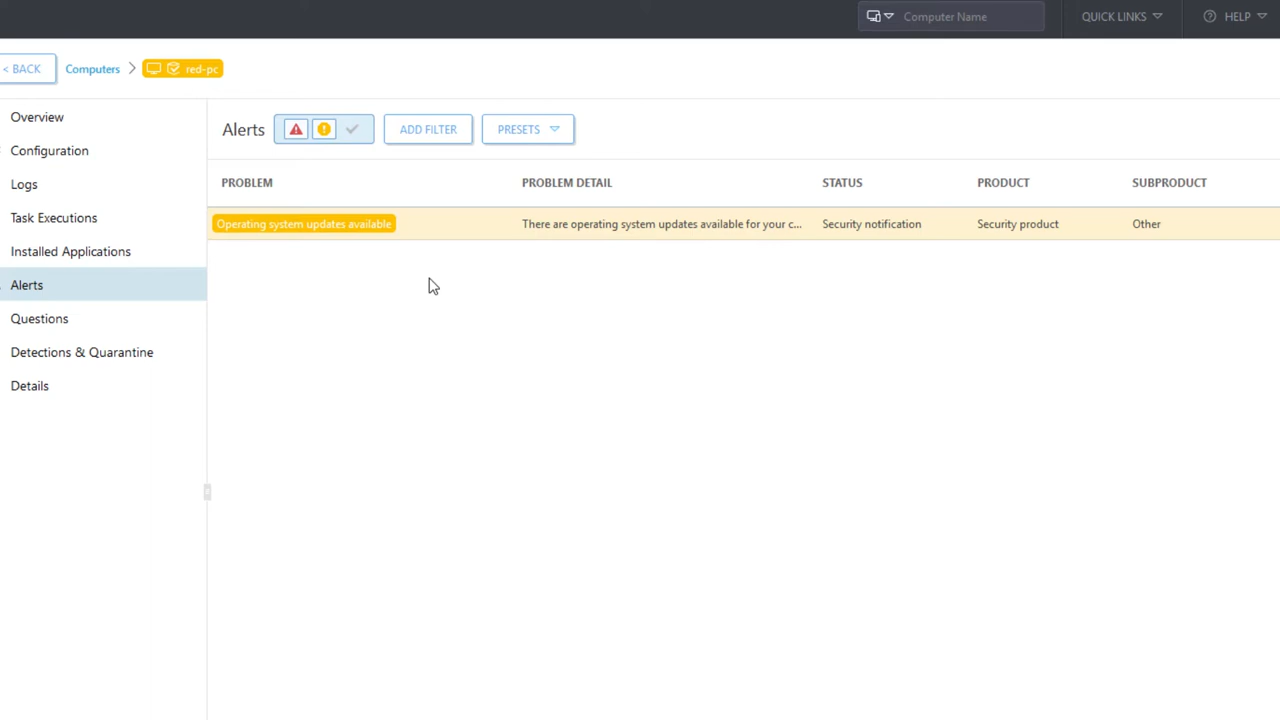 Computer Name
QUICK LINKS
HELP
< BACK
Computers
red-pc
Overview
Configuration
Logs
Task Executions
Installed Applications
Alerts
Questions
Detections & Quarantine
Details
Alerts
ADD FILTER
PRESETS
PROBLEM PROBLEM DETAIL STATUS PRODUCT SUBPRODUCT
Operating system updates available There are operating system updates available for your c... Security notification Security product Other